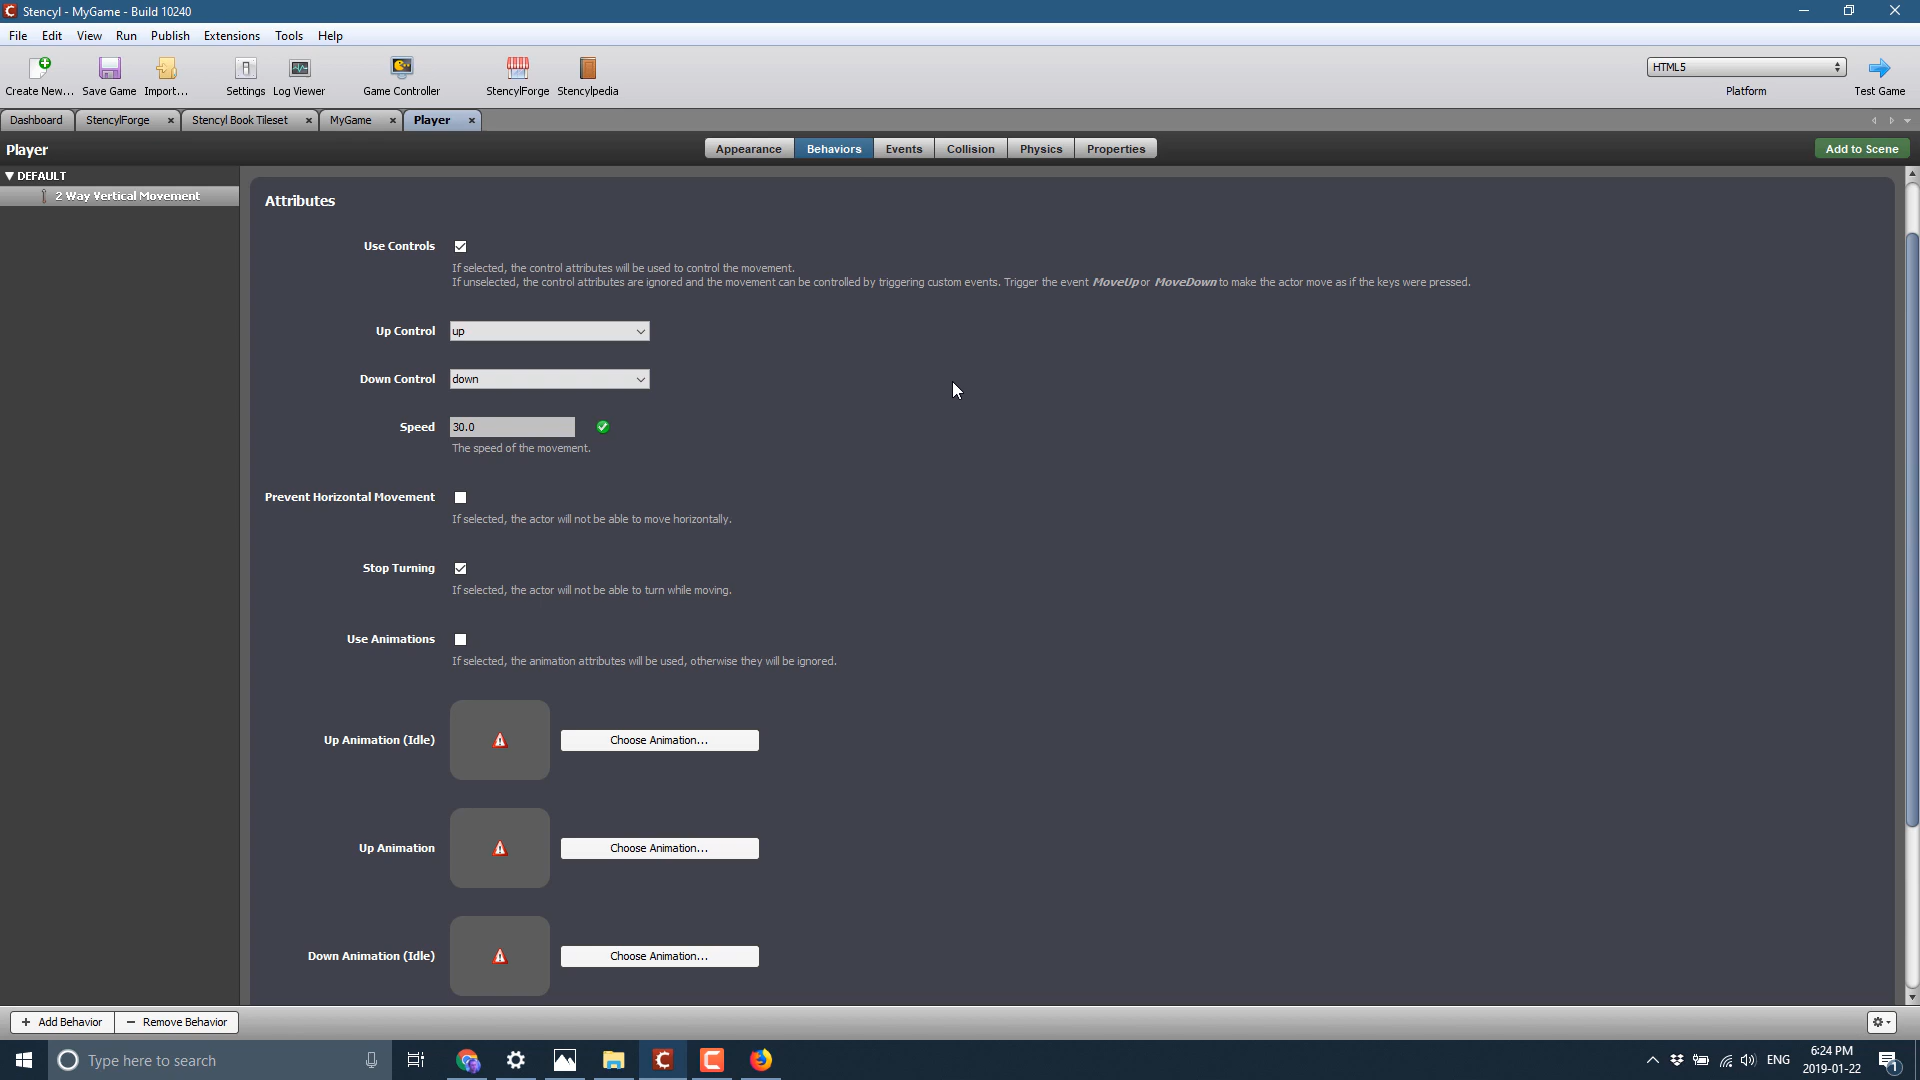 Stencyl - MyGame - Build 10240
File Edit View Run Publish Extensions Tools Help
Create New... Save Game Import... Settings Log Viewer Game Controller StencylForge Stencylpedia
HTML5
Platform Test Game
Dashboard StencylForge Stencyl Book Tileset MyGame Player
Player Appearance Behaviors Events Collision Physics Properties Add to Scene
DEFAULT
2 Way Vertical Movement
Attributes
Use Controls
If selected, the control attributes will be used to control the movement.
If unselected, the control attributes are ignored and the movement can be controlled by triggering custom events. Trigger the event MoveUp or MoveDown to make the actor move as if the keys were pressed.
Up Control up
Down Control down
Speed 30.0
The speed of the movement.
Prevent Horizontal Movement
If selected, the actor will not be able to move horizontally.
Stop Turning
If selected, the actor will not be able to turn while moving.
Use Animations
If selected, the animation attributes will be used, otherwise they will be ignored.
Up Animation (Idle) Choose Animation...
Up Animation Choose Animation...
Down Animation (Idle) Choose Animation...
+ Add Behavior − Remove Behavior
Type here to search
ENG
6:24 PM
2019-01-22
1